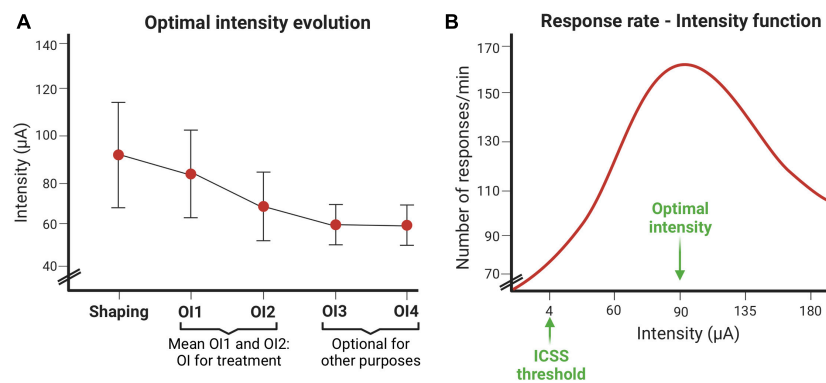 A
Optimal intensity evolution
Intensity (µA)
140
120
100
80
60
40
Shaping
OI1
OI2
OI3
OI4
Mean OI1 and OI2:
OI for treatment
Optional for
other purposes
B
Response rate - Intensity function
Number of responses/min
170
150
130
110
90
70
Optimal
intensity
4
60
90
135
180
Intensity (µA)
ICSS
threshold